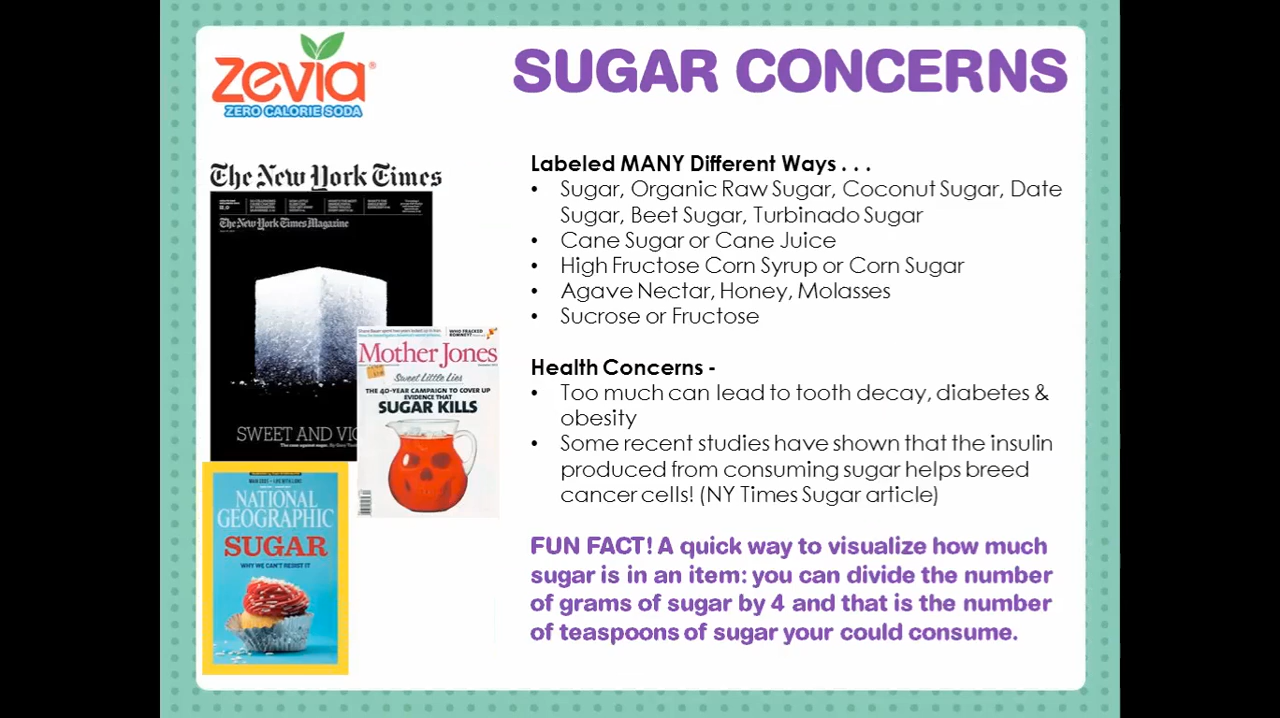 zevia®
ZERO CALORIE SODA
SUGAR CONCERNS
The New York Times
The New York Times Magazine
SWEET AND
Mother Jones
Sweet Little Lies
THE 40-YEAR CAMPAIGN TO COVER UP
EVIDENCE THAT
SUGAR KILLS
NATIONAL
GEOGRAPHIC
SUGAR
WHY WE CAN'T RESIST IT
Labeled MANY Different Ways . . .
• Sugar, Organic Raw Sugar, Coconut Sugar, Date
Sugar, Beet Sugar, Turbinado Sugar
• Cane Sugar or Cane Juice
• High Fructose Corn Syrup or Corn Sugar
• Agave Nectar, Honey, Molasses
• Sucrose or Fructose
Health Concerns -
• Too much can lead to tooth decay, diabetes &
obesity
• Some recent studies have shown that the insulin
produced from consuming sugar helps breed
cancer cells! (NY Times Sugar article)
FUN FACT! A quick way to visualize how much
sugar is in an item: you can divide the number
of grams of sugar by 4 and that is the number
of teaspoons of sugar your could consume.